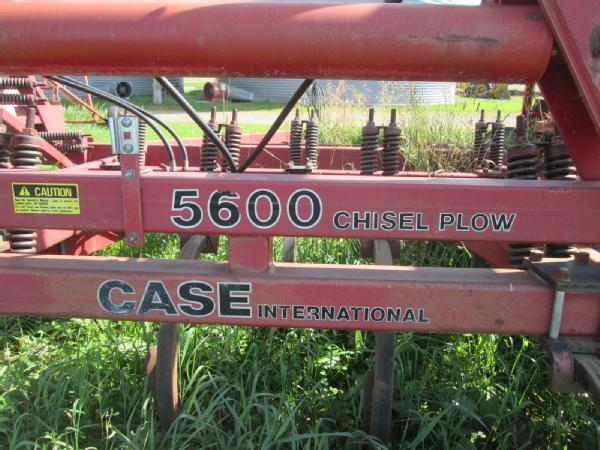 CAUTION
5600 CHISEL PLOW
CASE INTERNATIONAL